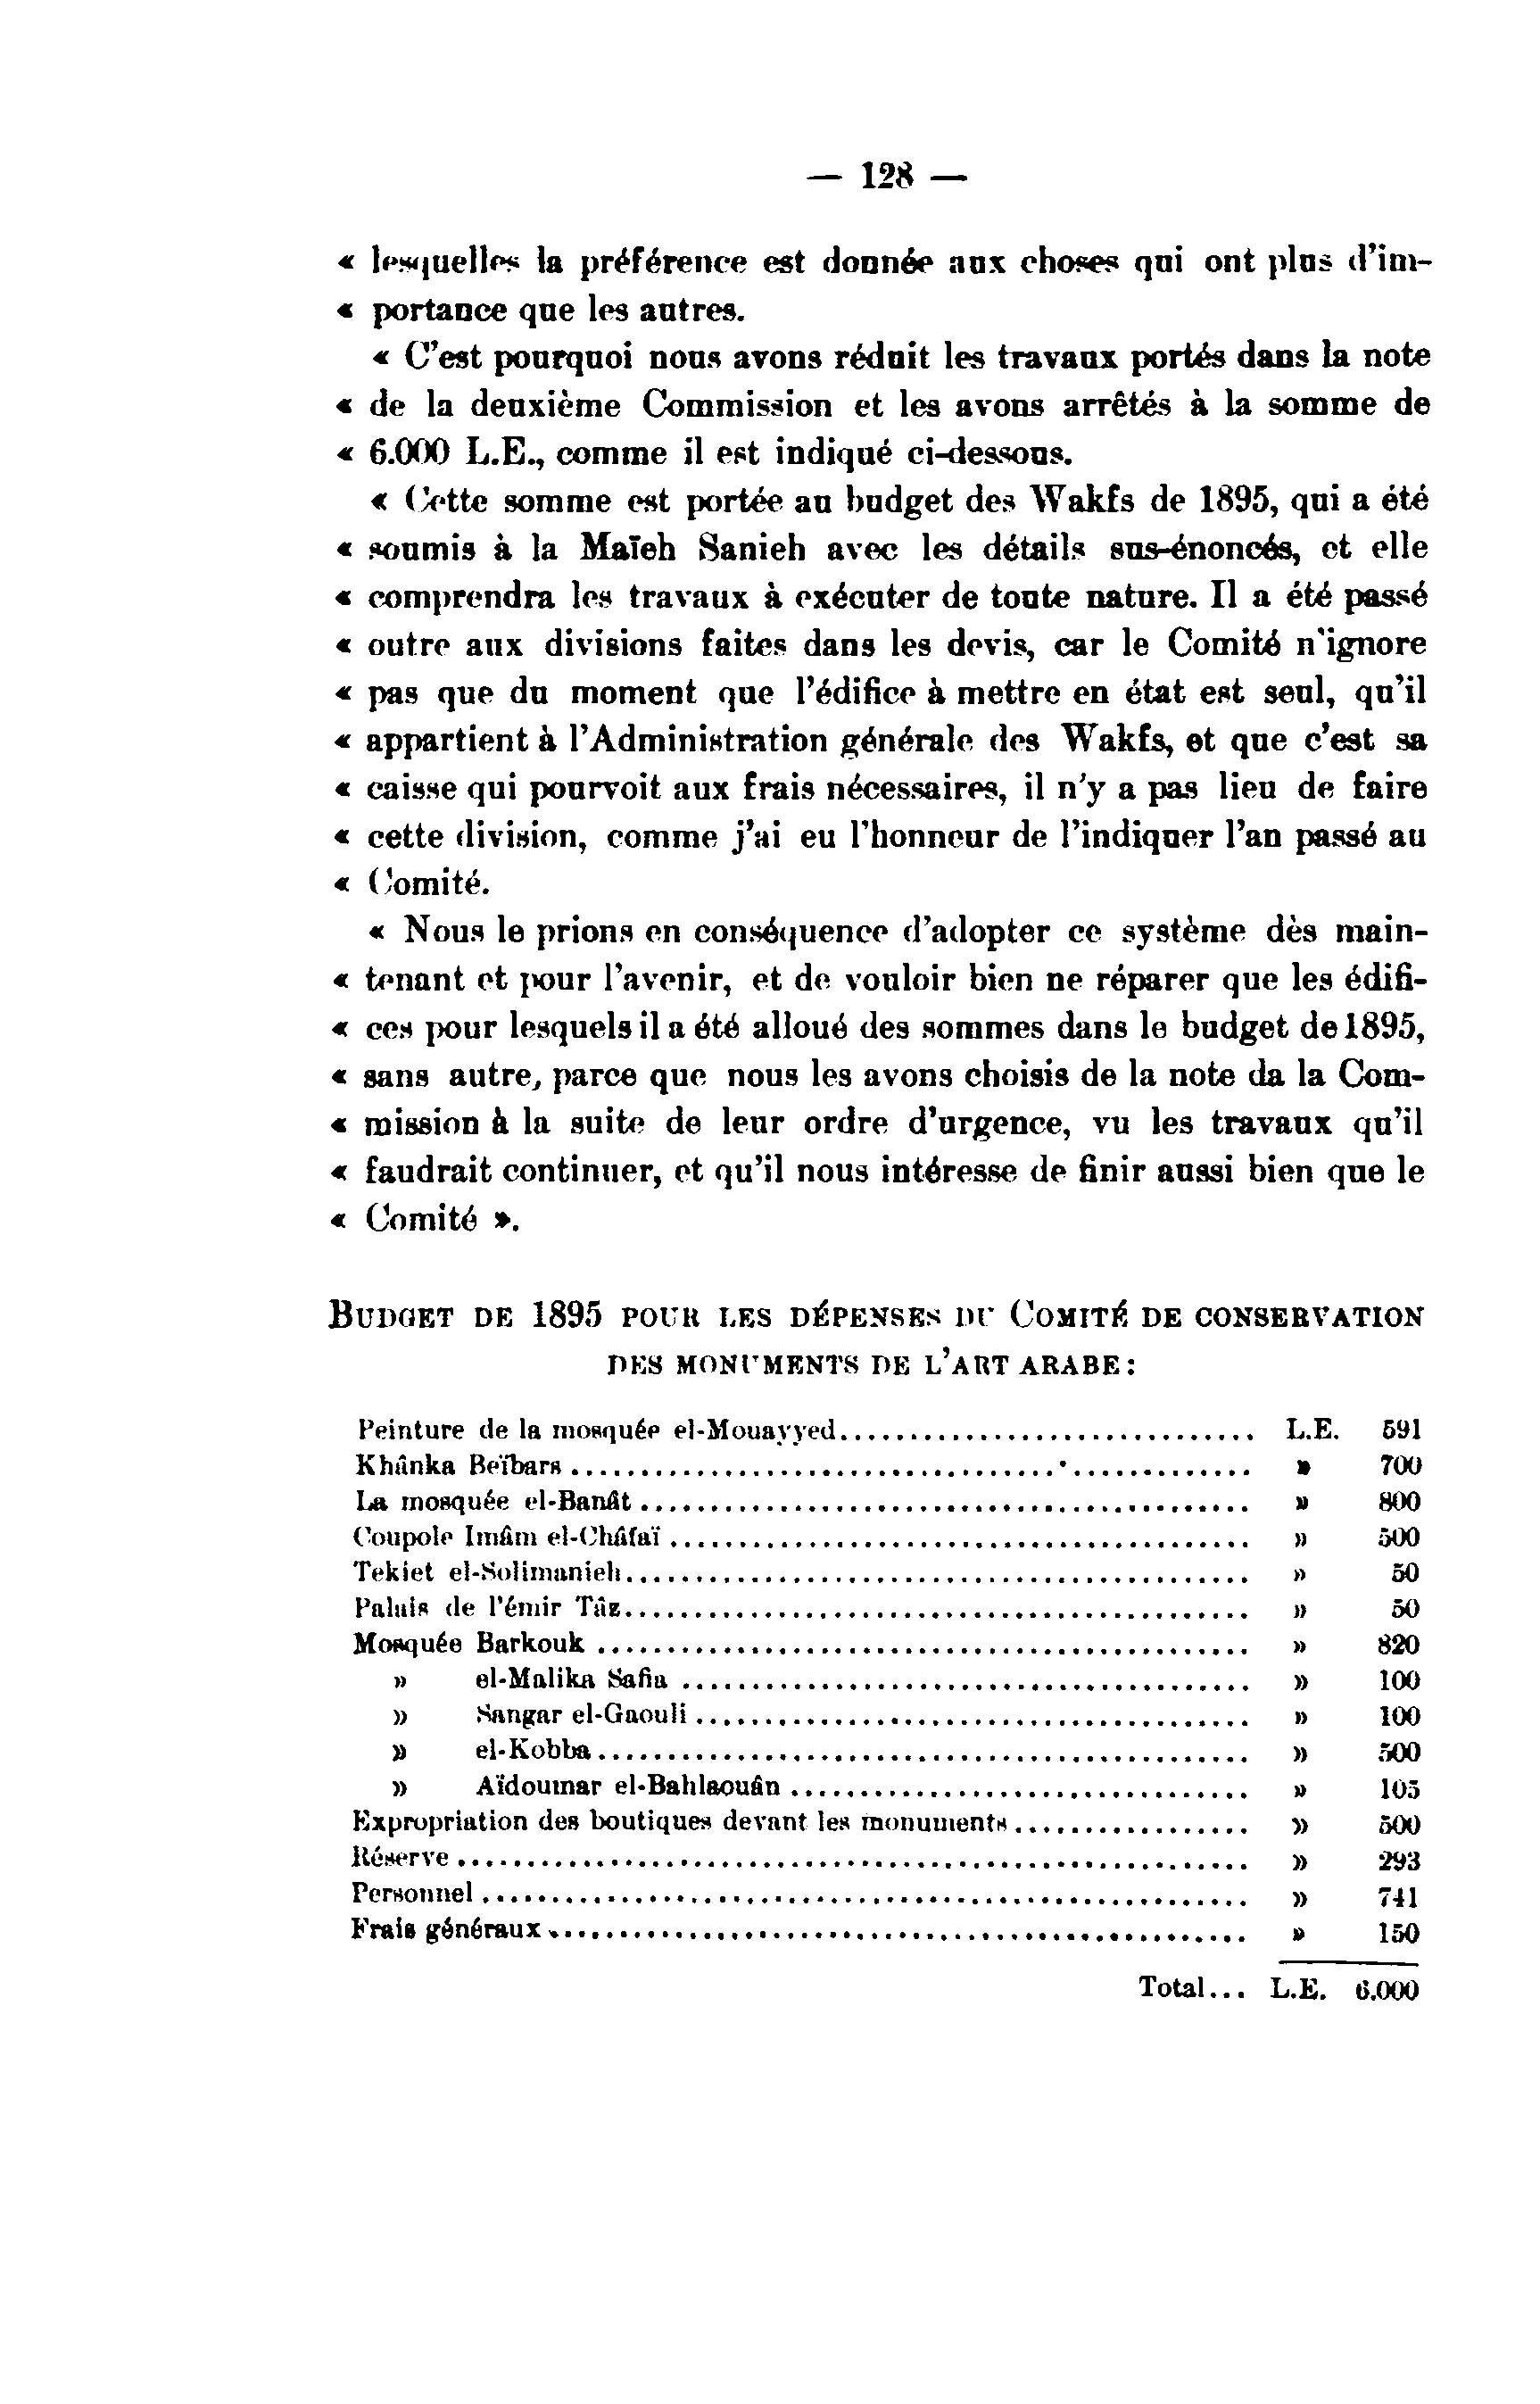 — 128 —
« lesquelles la préférence est donnée aux choses qui ont plus d'im-
« portance que les autres.
« C'est pourquoi nous avons réduit les travaux portés dans la note
« de la deuxième Commission et les avons arrêtés à la somme de
« 6.000 L.E., comme il est indiqué ci-dessous.
« Cette somme est portée au budget des Wakfs de 1895, qui a été
« soumis à la Maïeh Sanieh avec les détails sus-énoncés, et elle
« comprendra les travaux à exécuter de toute nature. Il a été passé
« outre aux divisions faites dans les devis, car le Comité n'ignore
« pas que du moment que l'édifice à mettre en état est seul, qu'il
« appartient à l'Administration générale des Wakfs, et que c'est sa
« caisse qui pourvoit aux frais nécessaires, il n'y a pas lieu de faire
« cette division, comme j'ai eu l'honneur de l'indiquer l'an passé au
« Comité.
« Nous le prions en conséquence d'adopter ce système dès main-
« tenant et pour l'avenir, et de vouloir bien ne réparer que les édifi-
« ces pour lesquels il a été alloué des sommes dans le budget de 1895,
« sans autre, parce que nous les avons choisis de la note da la Com-
« mission à la suite de leur ordre d'urgence, vu les travaux qu'il
« faudrait continuer, et qu'il nous intéresse de finir aussi bien que le
« Comité ».
BUDGET DE 1895 POUR LES DÉPENSES DU COMITÉ DE CONSERVATION
DES MONUMENTS DE L'ART ARABE :
Peinture de la mosquée el-Mouayyed.............................. L.E. 591
Khânka Beïbars ................................................. » 700
La mosquée el-Banât ............................................ » 800
Coupole Imâm el-Châfaï .......................................... » 500
Tekiet el-Solimanieh............................................. » 50
Palais de l'émir Tâz............................................. » 50
Mosquée Barkouk ............................................... » 820
» el-Malika Safia ......................................... » 100
» Sangar el-Gaouli ........................................ » 100
» el-Kobba............................................... » 500
» Aïdoumar el-Bahlaouân ................................. » 105
Expropriation des boutiques devant les monuments................. » 500
Réserve ......................................................... » 293
Personnel ....................................................... » 741
Frais généraux.................................................. » 150
Total... L.E. 6.000